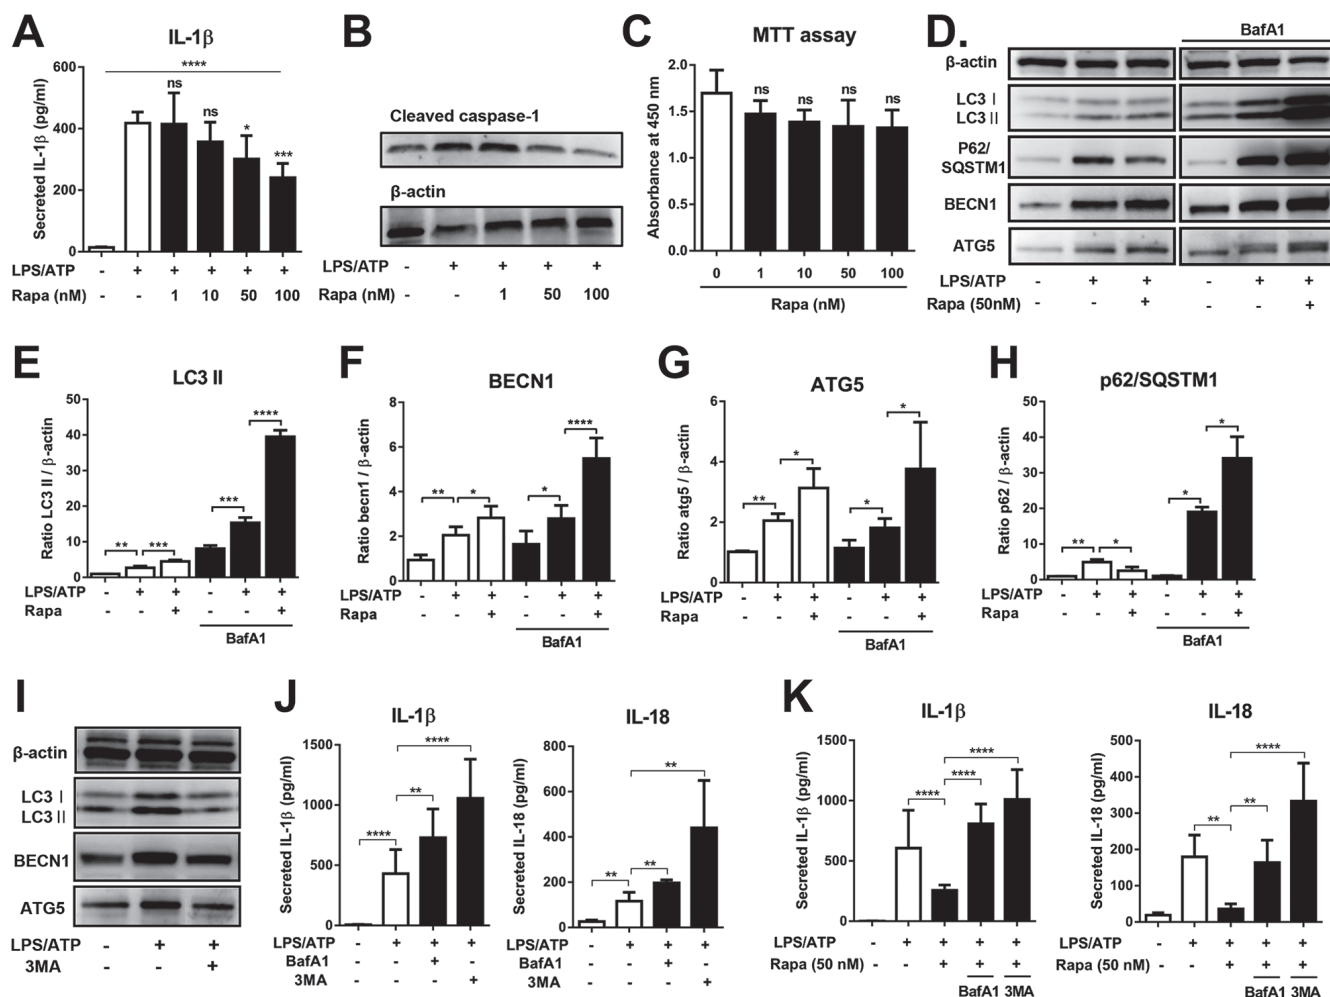 A
IL-1β
****
ns
ns
*
***
Secreted IL-1β (pg/ml)
600
400
200
0
LPS/ATP - + + + + +
Rapa (nM) - - 1 10 50 100
B
Cleaved caspase-1
β-actin
LPS/ATP - + + + +
Rapa (nM) - - 1 50 100
C
MTT assay
ns ns ns ns
Absorbance at 450 nm
2.0
1.5
1.0
0.5
0.0
0 1 10 50 100
Rapa (nM)
D.
BafA1
β-actin
LC3 I
LC3 II
P62/
SQSTM1
BECN1
ATG5
LPS/ATP - + + - + +
Rapa (50nM) - - + - - +
E
LC3 II
Ratio LC3 II / β-actin
50
40
30
20
10
0
** *** *** ****
LPS/ATP - + + - + +
Rapa - - + - - +
BafA1
F
BECN1
Ratio becn1 / β-actin
8
6
4
2
0
** * * ****
LPS/ATP - + + - + +
Rapa - - + - - +
BafA1
G
ATG5
Ratio atg5 / β-actin
6
4
2
0
** * * *
LPS/ATP - + + - + +
Rapa - - + - - +
BafA1
H
p62/SQSTM1
Ratio p62 / β-actin
50
40
30
20
10
0
** * * *
LPS/ATP - + + - + +
Rapa - - + - - +
BafA1
I
β-actin
LC3 I
LC3 II
BECN1
ATG5
LPS/ATP - + +
3MA - - +
J
IL-1β
Secreted IL-1β (pg/ml)
1500
1000
500
0
****
**
****
LPS/ATP - + + +
BafA1 - - + -
3MA - - - +
IL-18
Secreted IL-18 (pg/ml)
800
600
400
200
0
**
**
**
LPS/ATP - + + +
BafA1 - - + -
3MA - - - +
K
IL-1β
Secreted IL-1β (pg/ml)
1500
1000
500
0
****
****
****
LPS/ATP - + + + +
Rapa (50 nM) - - + + +
BafA1 3MA
IL-18
Secreted IL-18 (pg/ml)
500
400
300
200
100
0
****
**
**
LPS/ATP - + + + +
Rapa (50 nM) - - + + +
BafA1 3MA